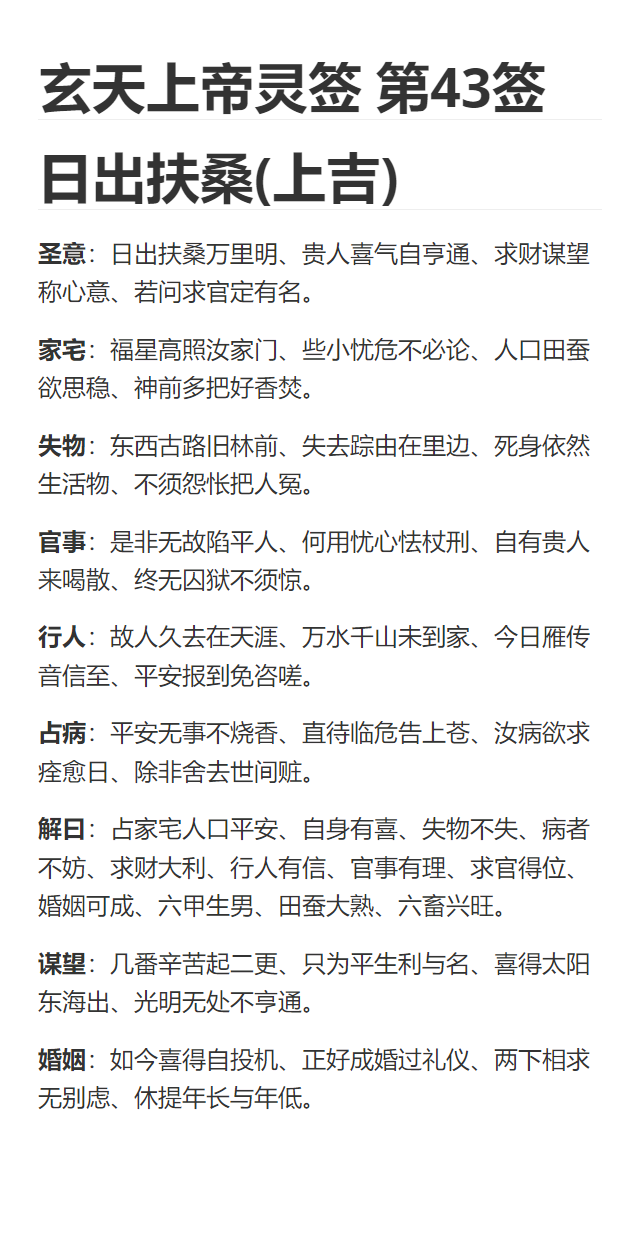 玄天上帝灵签 第43签
日出扶桑(上吉)
圣意：日出扶桑万里明、贵人喜气自亨通、求财谋望
称心意、若问求官定有名。
家宅：福星高照汝家门、些小忧危不必论、人口田蚕
欲思稳、神前多把好香焚。
失物：东西古路旧林前、失去踪由在里边、死身依然
生活物、不须怨怅把人冤。
官事：是非无故陷平人、何用忧心怯杖刑、自有贵人
来喝散、终无囚狱不须惊。
行人：故人久去在天涯、万水千山未到家、今日雁传
音信至、平安报到免咨嗟。
占病：平安无事不烧香、直待临危告上苍、汝病欲求
痊愈日、除非舍去世间赃。
解曰：占家宅人口平安、自身有喜、失物不失、病者
不妨、求财大利、行人有信、官事有理、求官得位、
婚姻可成、六甲生男、田蚕大熟、六畜兴旺。
谋望：几番辛苦起二更、只为平生利与名、喜得太阳
东海出、光明无处不亨通。
婚姻：如今喜得自投机、正好成婚过礼仪、两下相求
无别虑、休提年长与年低。